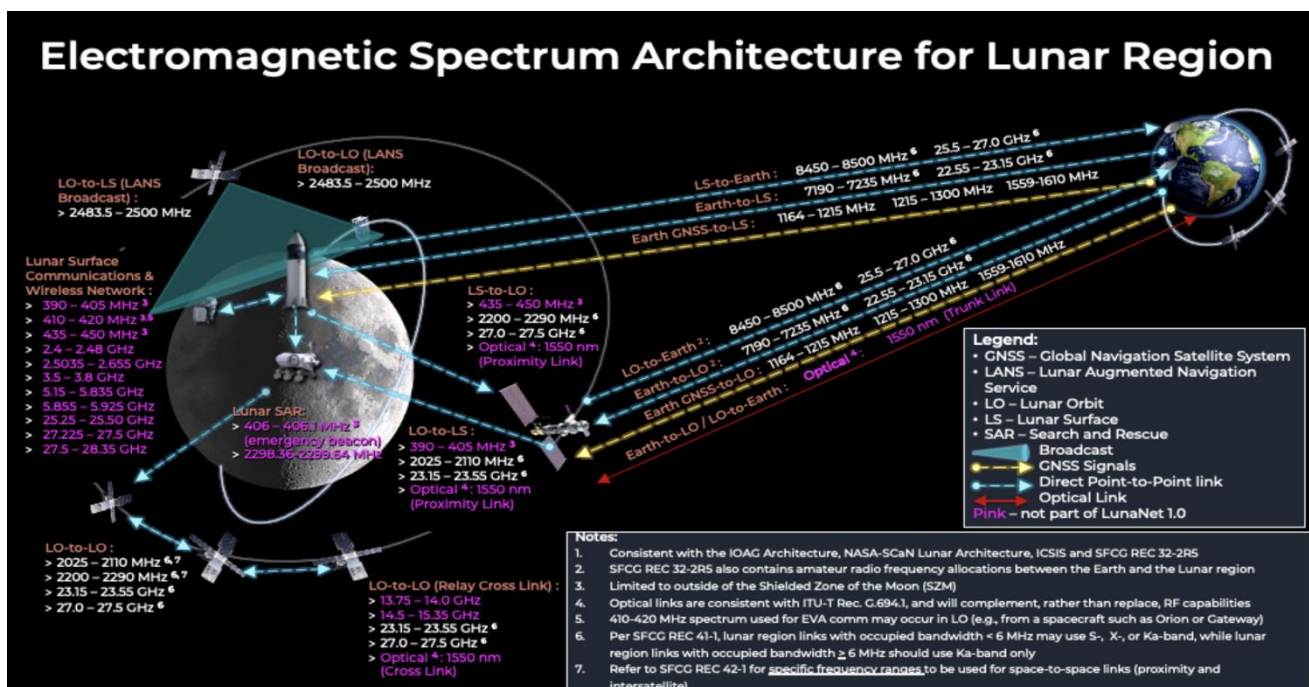 Electromagnetic Spectrum Architecture for Lunar Region
LO-to-LO (LANS
Broadcast):
> 2483.5 – 2500 MHz
LO-to-LS (LANS
Broadcast) :
> 2483.5 – 2500 MHz
LS-to-Earth : 8450 – 8500 MHz ⁶ 25.5 – 27.0 GHz ⁶
Earth-to-LS : 7190 – 7235 MHz ⁶ 22.55 – 23.15 GHz ⁶
Earth GNSS-to-LS : 1164 – 1215 MHz 1215 – 1300 MHz 1559-1610 MHz
Lunar Surface
Communications &
Wireless Network :
> 390 – 405 MHz ³
> 410 – 420 MHz ³·⁵
> 435 – 450 MHz ³
> 2.4 – 2.48 GHz
> 2.5035 – 2.655 GHz
> 3.5 – 3.8 GHz
> 5.15 – 5.835 GHz
> 5.855 – 5.925 GHz
> 25.25 – 25.50 GHz
> 27.225 – 27.5 GHz
> 27.5 – 28.35 GHz
LS-to-LO :
> 435 – 450 MHz ³
> 2200 – 2290 MHz ⁶
> 27.0 – 27.5 GHz ⁶
> Optical ⁴: 1550 nm
(Proximity Link)
LO-to-Earth ² : 8450 – 8500 MHz ⁶ 25.5 – 27.0 GHz ⁶
Earth-to-LO ² : 7190 – 7235 MHz ⁶ 22.55 – 23.15 GHz ⁶
Earth GNSS-to-LO : 1164 – 1215 MHz 1215 – 1300 MHz 1559-1610 MHz
Earth-to-LO / LO-to-Earth : Optical ⁴: 1550 nm (Trunk Link)
Lunar SAR:
> 406 – 406.1 MHz ³
(emergency beacon)
> 2298.36-2299.64 MHz
LO-to-LS :
> 390 – 405 MHz ³
> 2025 – 2110 MHz ⁶
> 23.15 – 23.55 GHz ⁶
> Optical ⁴: 1550 nm
(Proximity Link)
LO-to-LO :
> 2025 – 2110 MHz ⁶·⁷
> 2200 – 2290 MHz ⁶·⁷
> 23.15 – 23.55 GHz ⁶
> 27.0 – 27.5 GHz ⁶
LO-to-LO (Relay Cross Link) :
> 13.75 – 14.0 GHz
> 14.5 – 15.35 GHz
> 23.15 – 23.55 GHz ⁶
> 27.0 – 27.5 GHz ⁶
> Optical ⁴: 1550 nm
(Cross Link)
Legend:
• GNSS – Global Navigation Satellite System
• LANS – Lunar Augmented Navigation
Service
• LO – Lunar Orbit
• LS – Lunar Surface
• SAR – Search and Rescue
Broadcast
GNSS Signals
Direct Point-to-Point link
Optical Link
Pink – not part of LunaNet 1.0
Notes:
1. Consistent with the IOAG Architecture, NASA-SCaN Lunar Architecture, ICSIS and SFCG REC 32-2R5
2. SFCG REC 32-2R5 also contains amateur radio frequency allocations between the Earth and the Lunar region
3. Limited to outside of the Shielded Zone of the Moon (SZM)
4. Optical links are consistent with ITU-T Rec. G.694.1, and will complement, rather than replace, RF capabilities
5. 410-420 MHz spectrum used for EVA comm may occur in LO (e.g., from a spacecraft such as Orion or Gateway)
6. Per SFCG REC 41-1, lunar region links with occupied bandwidth < 6 MHz may use S-, X-, or Ka-band, while lunar
region links with occupied bandwidth ≥ 6 MHz should use Ka-band only
7. Refer to SFCG REC 42-1 for specific frequency ranges to be used for space-to-space links (proximity and
intersatellite)